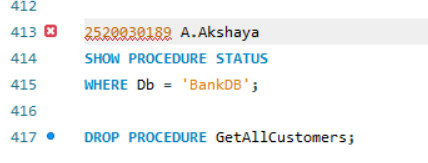 412
413 2520030189 A.Akshaya
414 SHOW PROCEDURE STATUS
415 WHERE Db = 'BankDB';
416
417 DROP PROCEDURE GetAllCustomers;